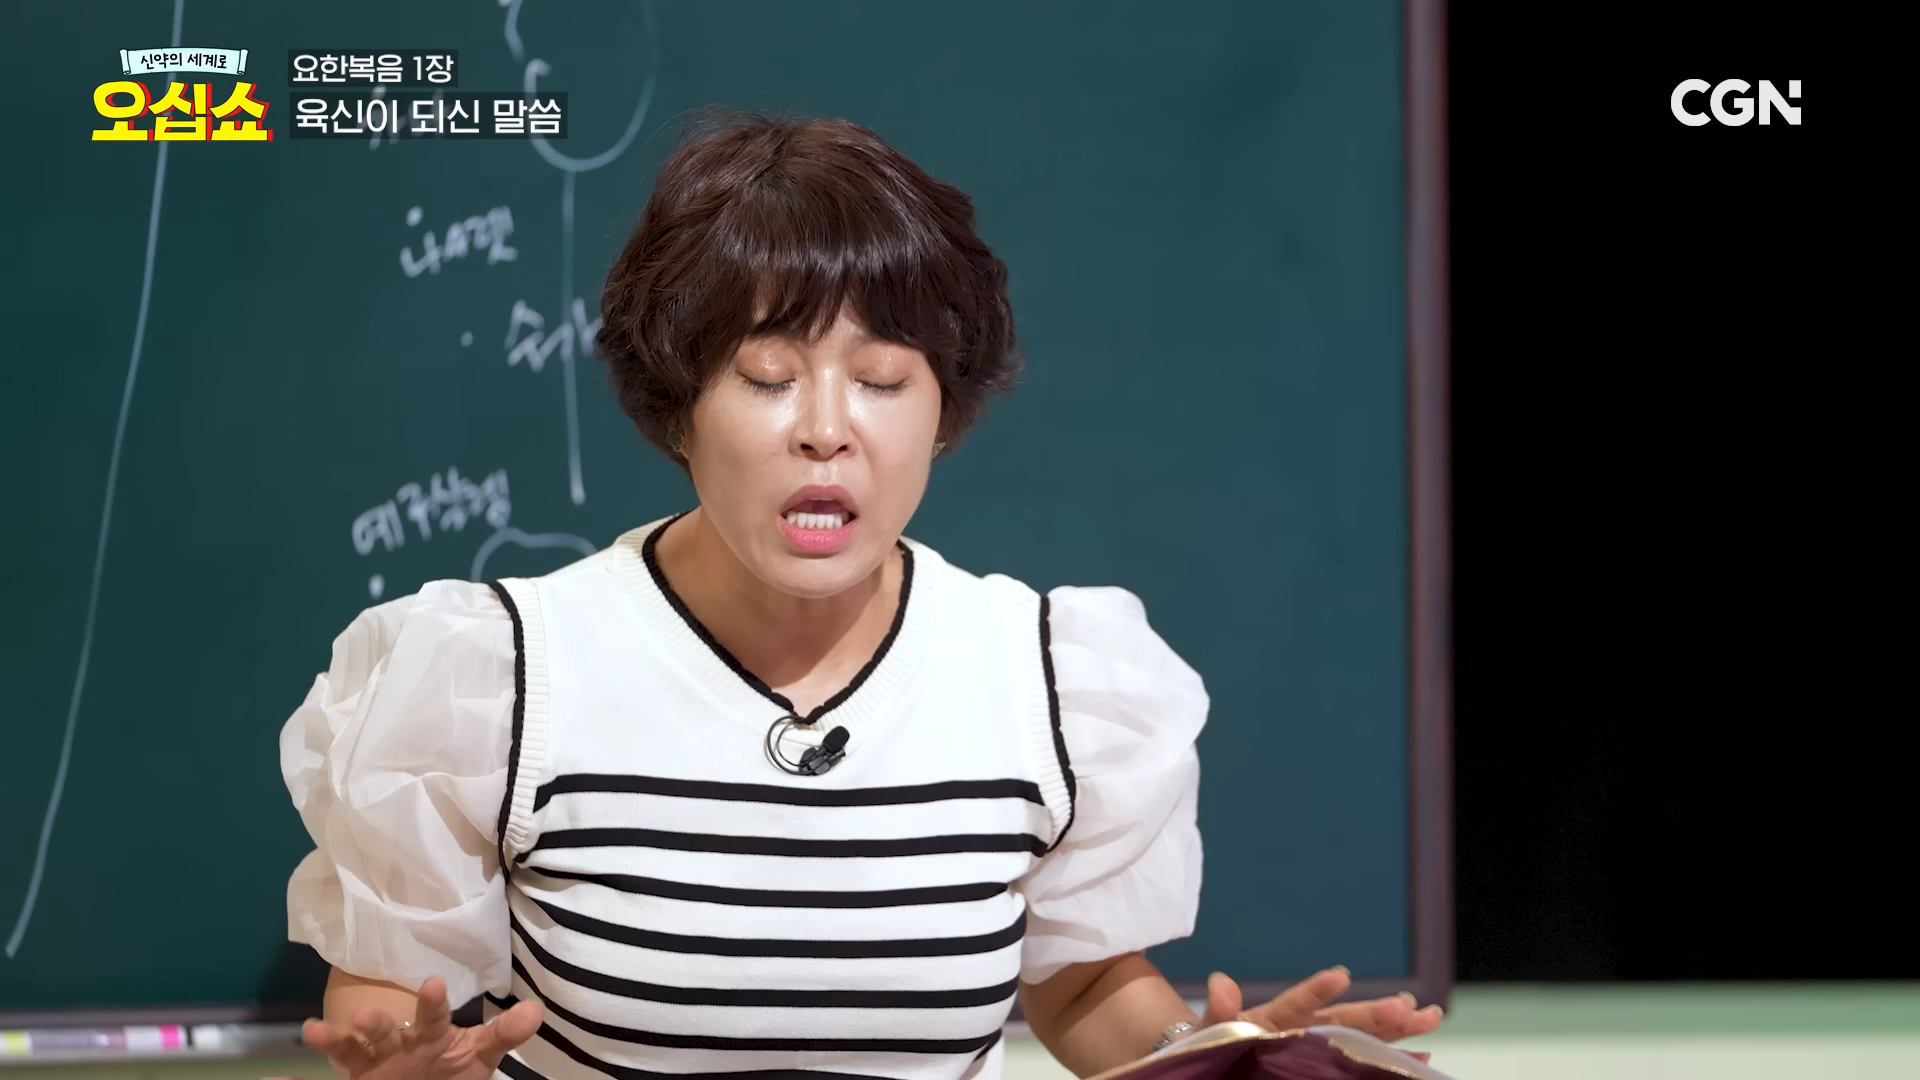 신약의 세계로
오십쇼
요한복음 1장
육신이 되신 말씀
CGN
나사렛
예루살렘